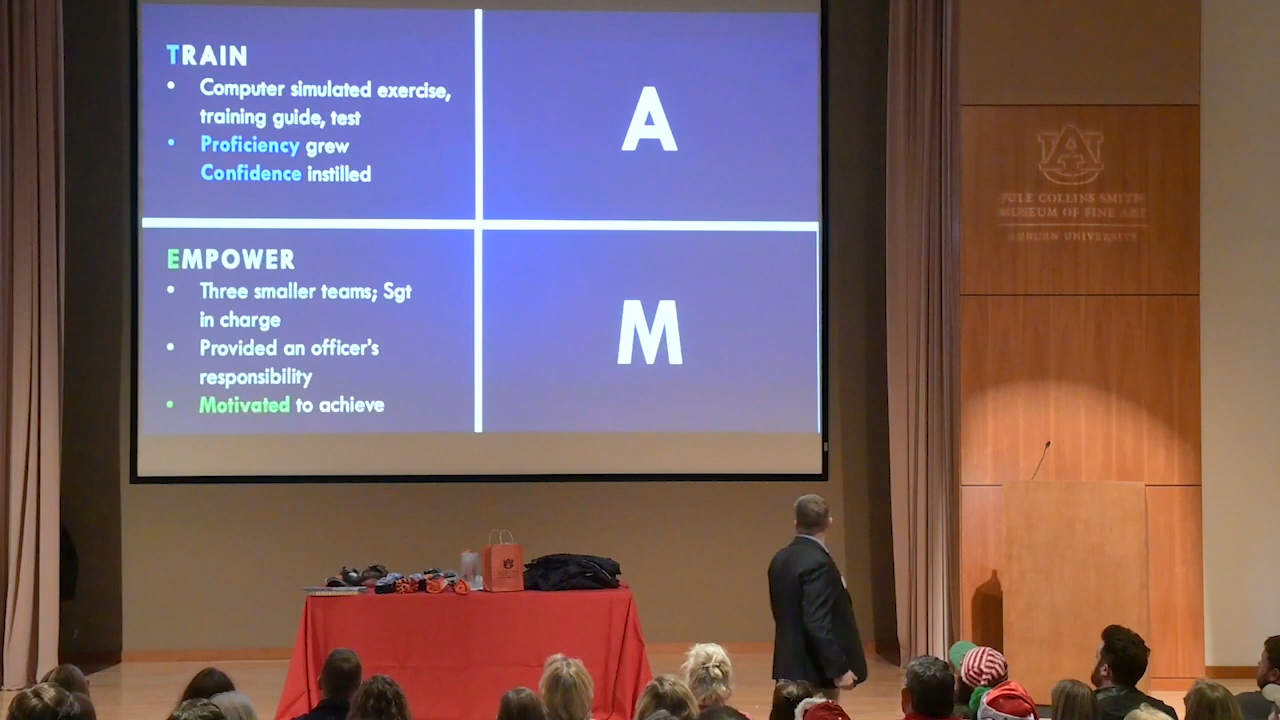 TRAIN
• Computer simulated exercise,
training guide, test
• Proficiency grew
Confidence instilled
A
EMPOWER
• Three smaller teams; Sgt
in charge
• Provided an officer's
responsibility
• Motivated to achieve
M
AU
JULE COLLINS SMITH
MUSEUM OF FINE ART
AUBURN UNIVERSITY